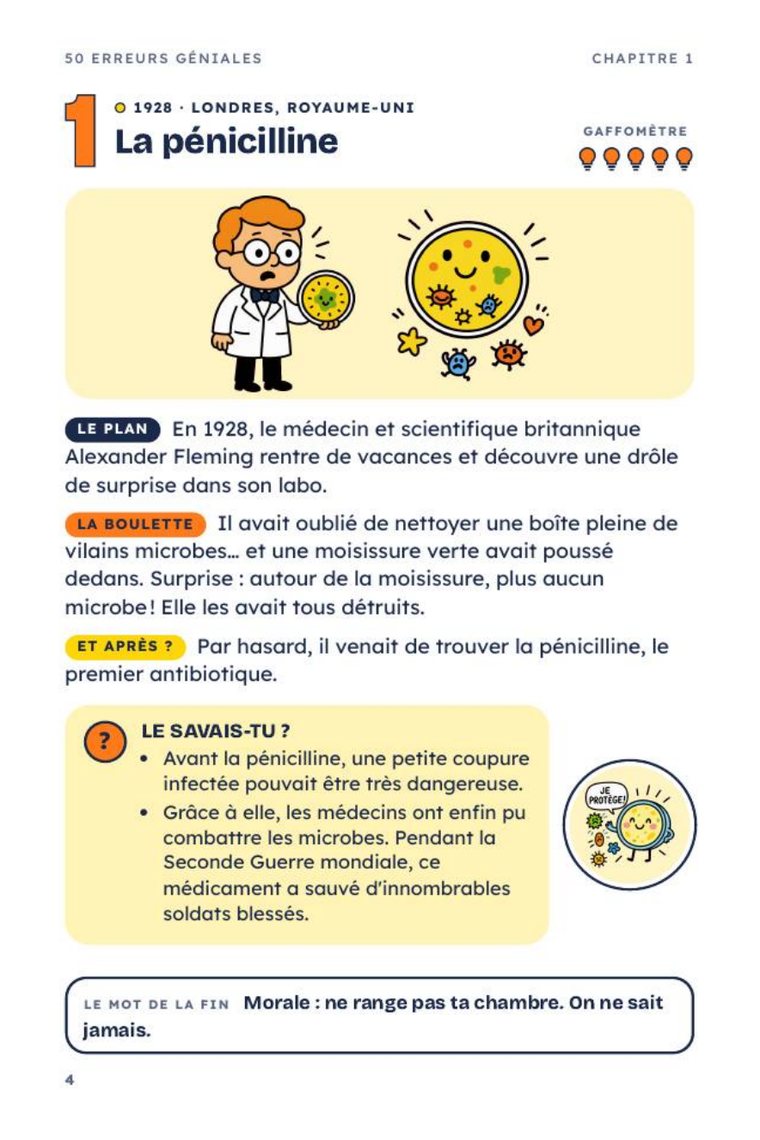 50 ERREURS GÉNIALES
CHAPITRE 1
1
1928 · LONDRES, ROYAUME-UNI
La pénicilline
GAFFOMÈTRE
LE PLAN En 1928, le médecin et scientifique britannique
Alexander Fleming rentre de vacances et découvre une drôle
de surprise dans son labo.
LA BOULETTE Il avait oublié de nettoyer une boîte pleine de
vilains microbes… et une moisissure verte avait poussé
dedans. Surprise : autour de la moisissure, plus aucun
microbe ! Elle les avait tous détruits.
ET APRÈS ? Par hasard, il venait de trouver la pénicilline, le
premier antibiotique.
?
LE SAVAIS-TU ?
• Avant la pénicilline, une petite coupure
infectée pouvait être très dangereuse.
• Grâce à elle, les médecins ont enfin pu
combattre les microbes. Pendant la
Seconde Guerre mondiale, ce
médicament a sauvé d'innombrables
soldats blessés.
JE
PROTÈGE!
LE MOT DE LA FIN Morale : ne range pas ta chambre. On ne sait
jamais.
4